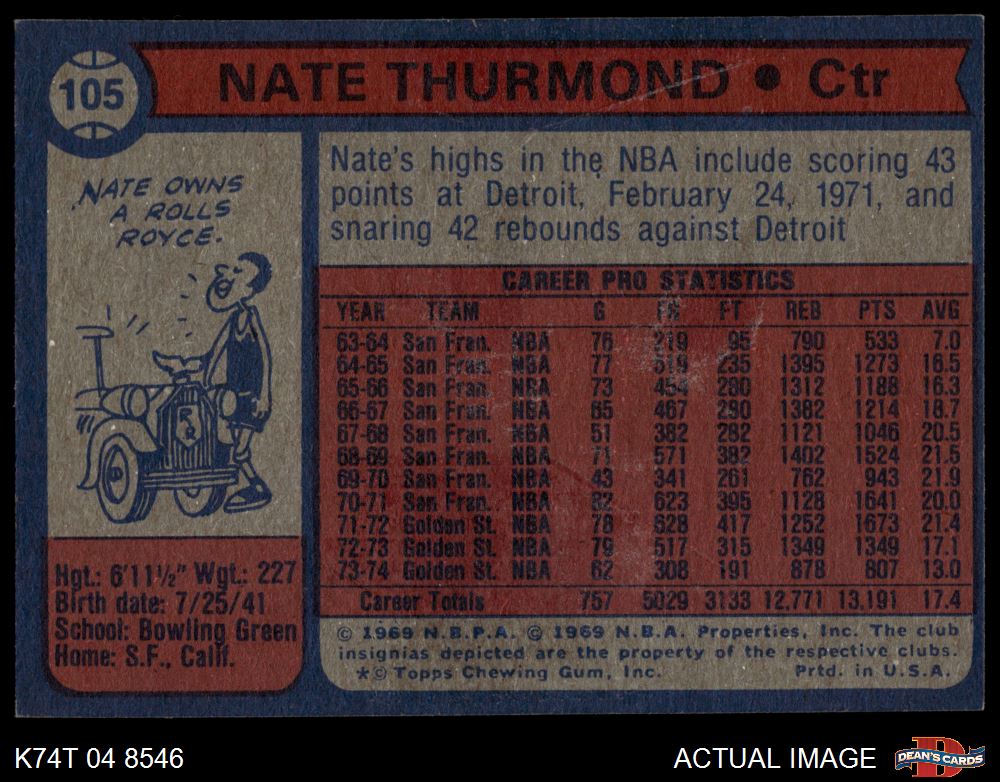 105
NATE THURMOND • Ctr
NATE OWNS
A ROLLS
ROYCE.
Nate's highs in the NBA include scoring 43
points at Detroit, February 24, 1971, and
snaring 42 rebounds against Detroit
CAREER PRO STATISTICS
YEAR TEAM G FG FT REB PTS AVG
63-64 San Fran. NBA 76 219 95 790 533 7.0
64-65 San Fran. NBA 77 519 235 1395 1273 16.5
65-66 San Fran. NBA 73 454 280 1312 1188 16.3
66-67 San Fran. NBA 65 467 280 1382 1214 18.7
67-68 San Fran. NBA 51 382 282 1121 1046 20.5
68-69 San Fran. NBA 71 571 382 1402 1524 21.5
69-70 San Fran. NBA 43 341 261 762 943 21.9
70-71 San Fran. NBA 82 623 395 1128 1641 20.0
71-72 Golden St. NBA 78 628 417 1252 1673 21.4
72-73 Golden St. NBA 79 517 315 1349 1349 17.1
73-74 Golden St. NBA 62 308 191 878 807 13.0
Career Totals 757 5029 3133 12,771 13,191 17.4
Hgt.: 6'11½" Wgt.: 227
Birth date: 7/25/41
School: Bowling Green
Home: S.F., Calif.
© 1969 N.B.P.A. © 1969 N.B.A. Properties, Inc. The club
insignias depicted are the property of the respective clubs.
*© Topps Chewing Gum, Inc. Prtd. in U.S.A.
K74T 04 8546
ACTUAL IMAGE
DEAN'S CARDS